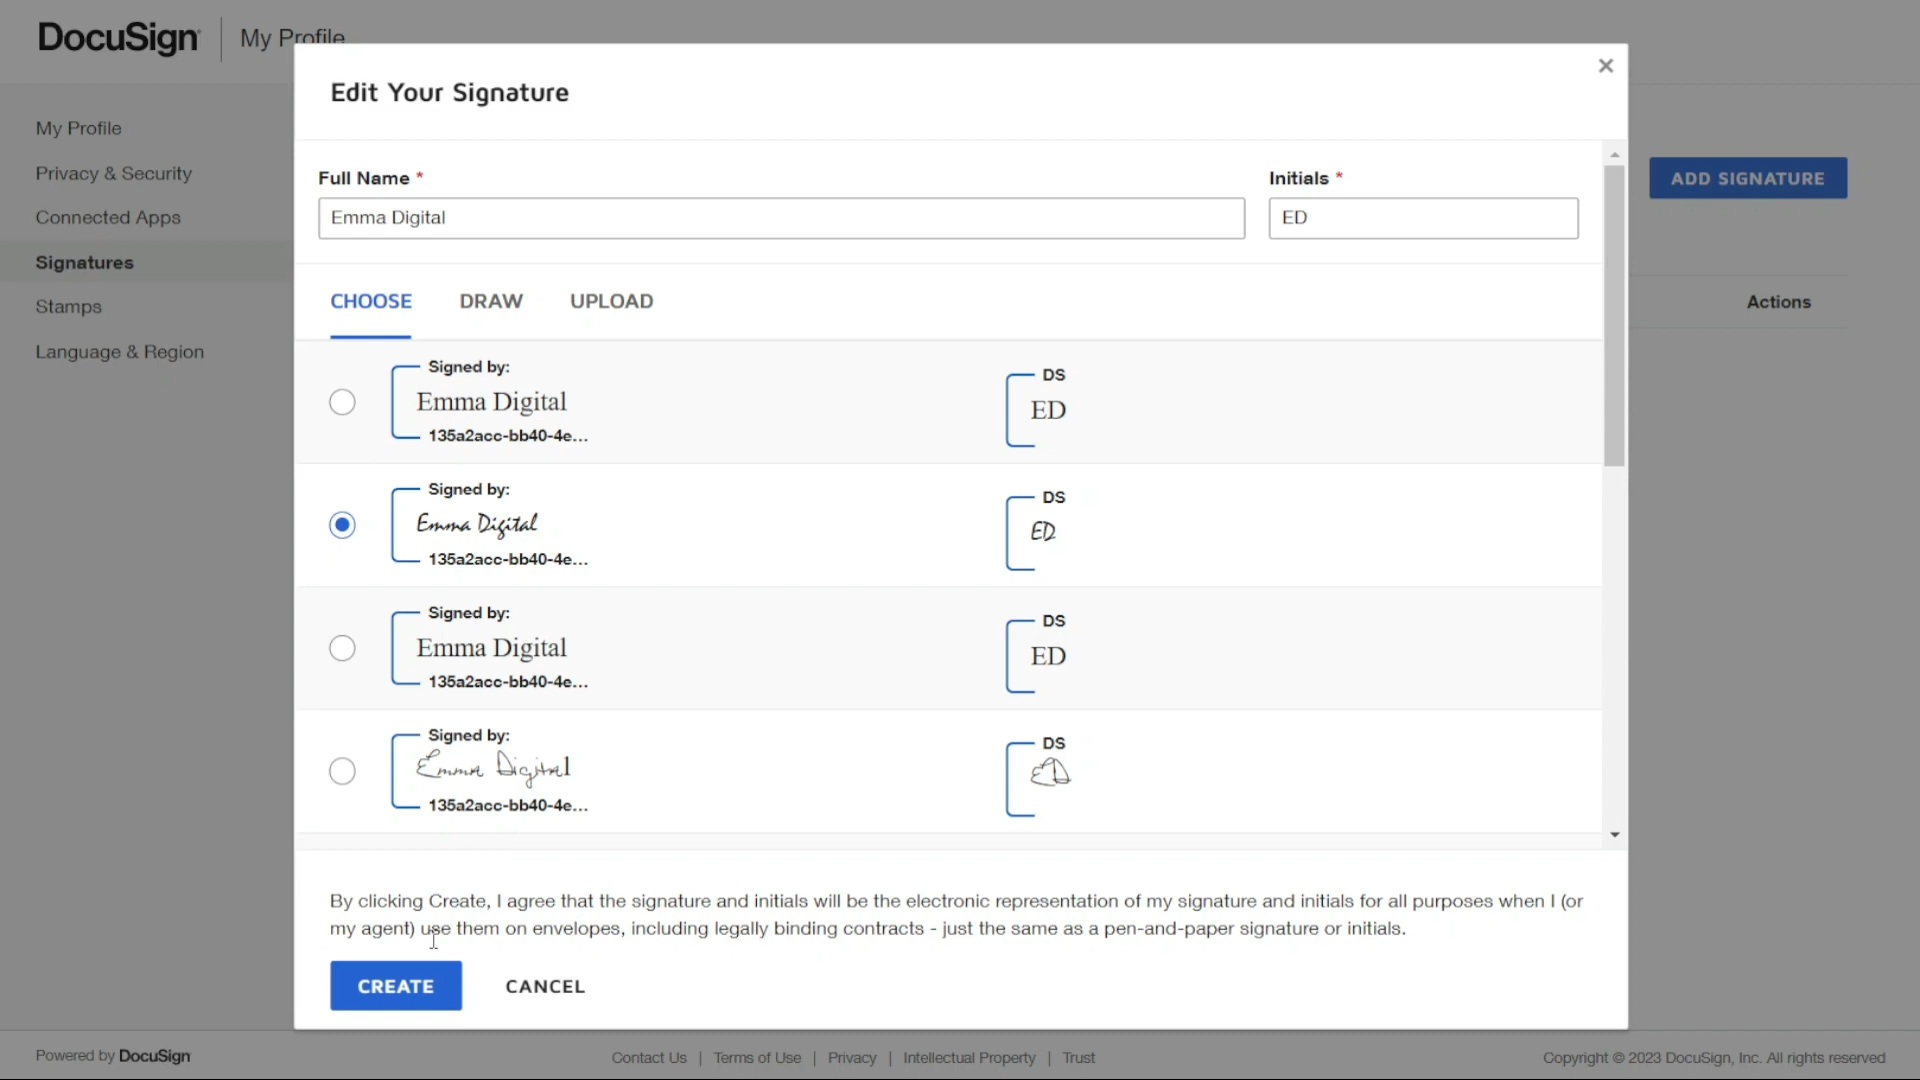 DocuSign
My Profile
Edit Your Signature
My Profile
Privacy & Security
Connected Apps
Signatures
Stamps
Language & Region
Full Name *
Initials *
Emma Digital
ED
ADD SIGNATURE
CHOOSE
DRAW
UPLOAD
Actions
Signed by:
Emma Digital
135a2acc-bb40-4e...
DS
ED
Signed by:
Emma Digital
135a2acc-bb40-4e...
DS
ED
Signed by:
Emma Digital
135a2acc-bb40-4e...
DS
ED
Signed by:
Emma Digital
135a2acc-bb40-4e...
DS
ED
By clicking Create, I agree that the signature and initials will be the electronic representation of my signature and initials for all purposes when I (or
my agent) use them on envelopes, including legally binding contracts - just the same as a pen-and-paper signature or initials.
CREATE
CANCEL
Powered by DocuSign
Contact Us | Terms of Use | Privacy | Intellectual Property | Trust
Copyright © 2023 DocuSign, Inc. All rights reserved